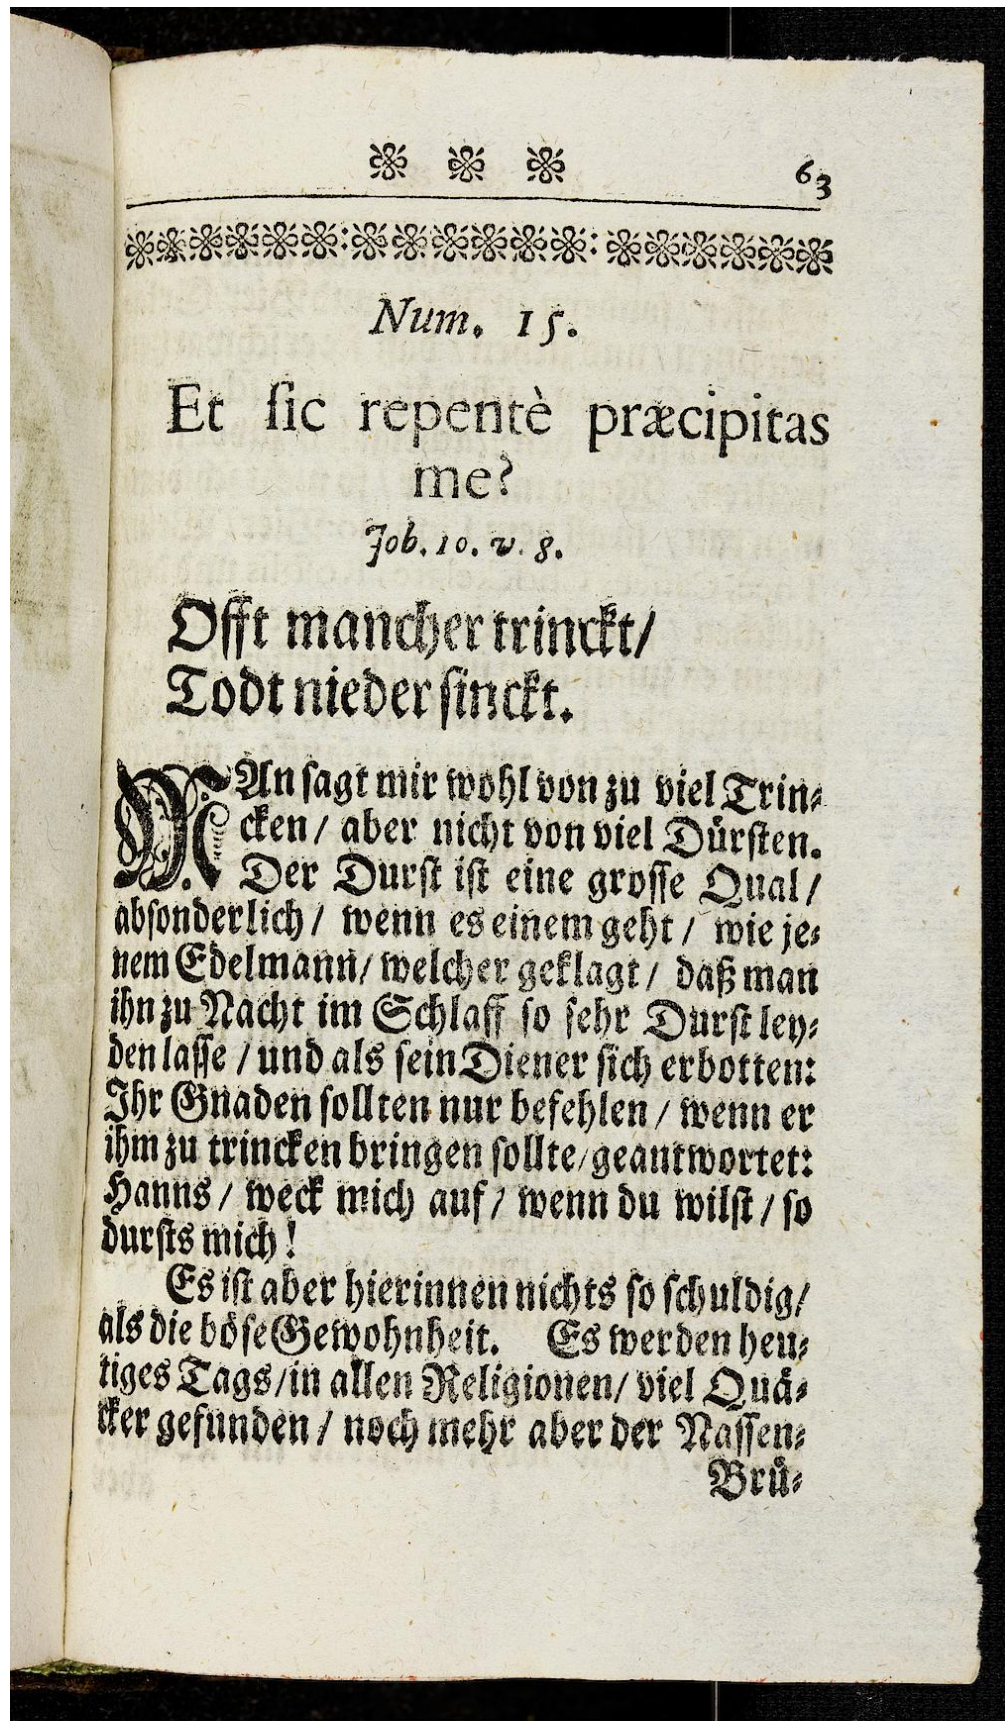 63
Num. 15.
Et ſic repentè præcipitas
me?
Job. 10. v. 8.
Offt mancher trinckt/
Todt nieder ſinckt.
MAn ſagt mir wohl von zu viel Trin⸗
cken/ aber nicht von viel Dürſten.
Der Durſt iſt eine groſſe Qual/
abſonderlich/ wenn es einem geht/ wie je⸗
nem Edelmann/ welcher geklagt/ daß man
ihn zu Nacht im Schlaff ſo ſehr Durſt ley⸗
den laſſe/ und als ſein Diener ſich erbotten:
Ihr Gnaden ſollten nur befehlen/ wenn er
ihm zu trincken bringen ſollte/ geantwortet:
Hanns/ weck mich auf/ wenn du wilſt/ ſo
durſts mich!
Es iſt aber hierinnen nichts ſo ſchuldig/
als die böſe Gewohnheit. Es werden heu⸗
tiges Tags/ in allen Religionen/ viel Quä⸗
cker gefunden/ noch mehr aber der Naſſen⸗
Brü⸗